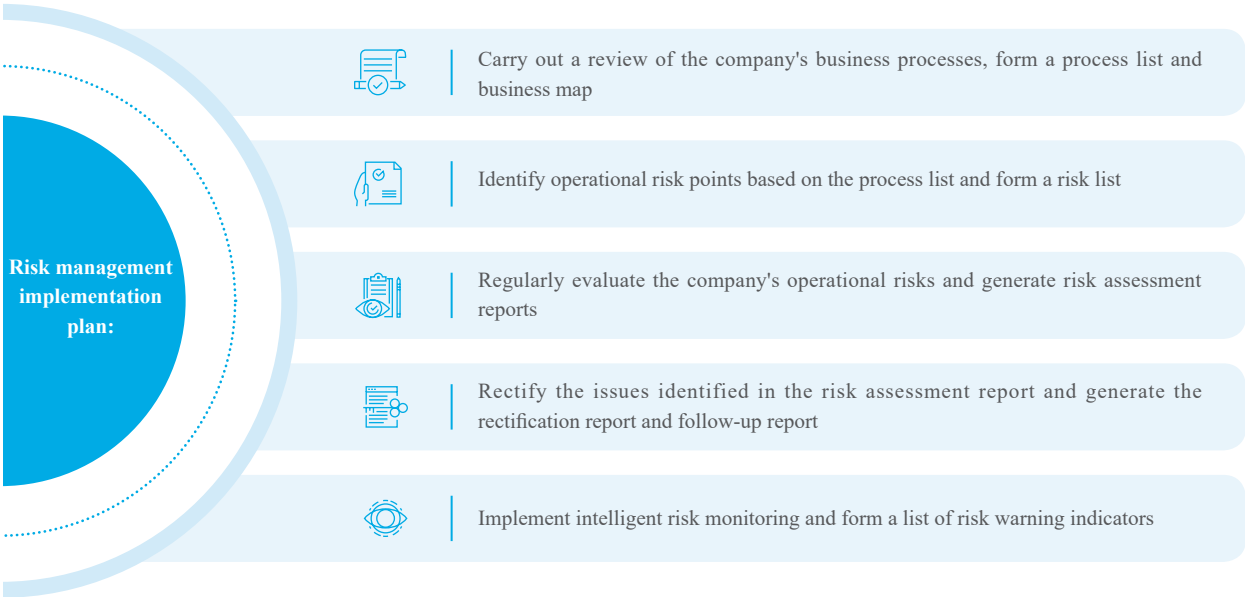 Risk management
implementation
plan:
Carry out a review of the company's business processes, form a process list and
business map
Identify operational risk points based on the process list and form a risk list
Regularly evaluate the company's operational risks and generate risk assessment
reports
Rectify the issues identified in the risk assessment report and generate the
rectification report and follow-up report
Implement intelligent risk monitoring and form a list of risk warning indicators